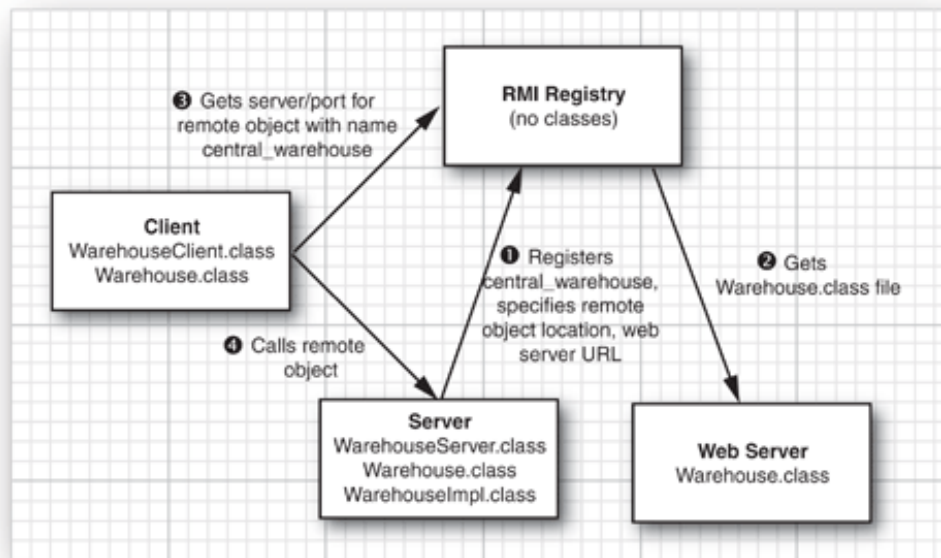 RMI Registry
(no classes)
❸ Gets server/port for
remote object with name
central_warehouse
Client
WarehouseClient.class
Warehouse.class
❶ Registers
central_warehouse,
specifies remote
object location, web
server URL
❷ Gets
Warehouse.class file
❹ Calls remote
object
Server
WarehouseServer.class
Warehouse.class
WarehouseImpl.class
Web Server
Warehouse.class